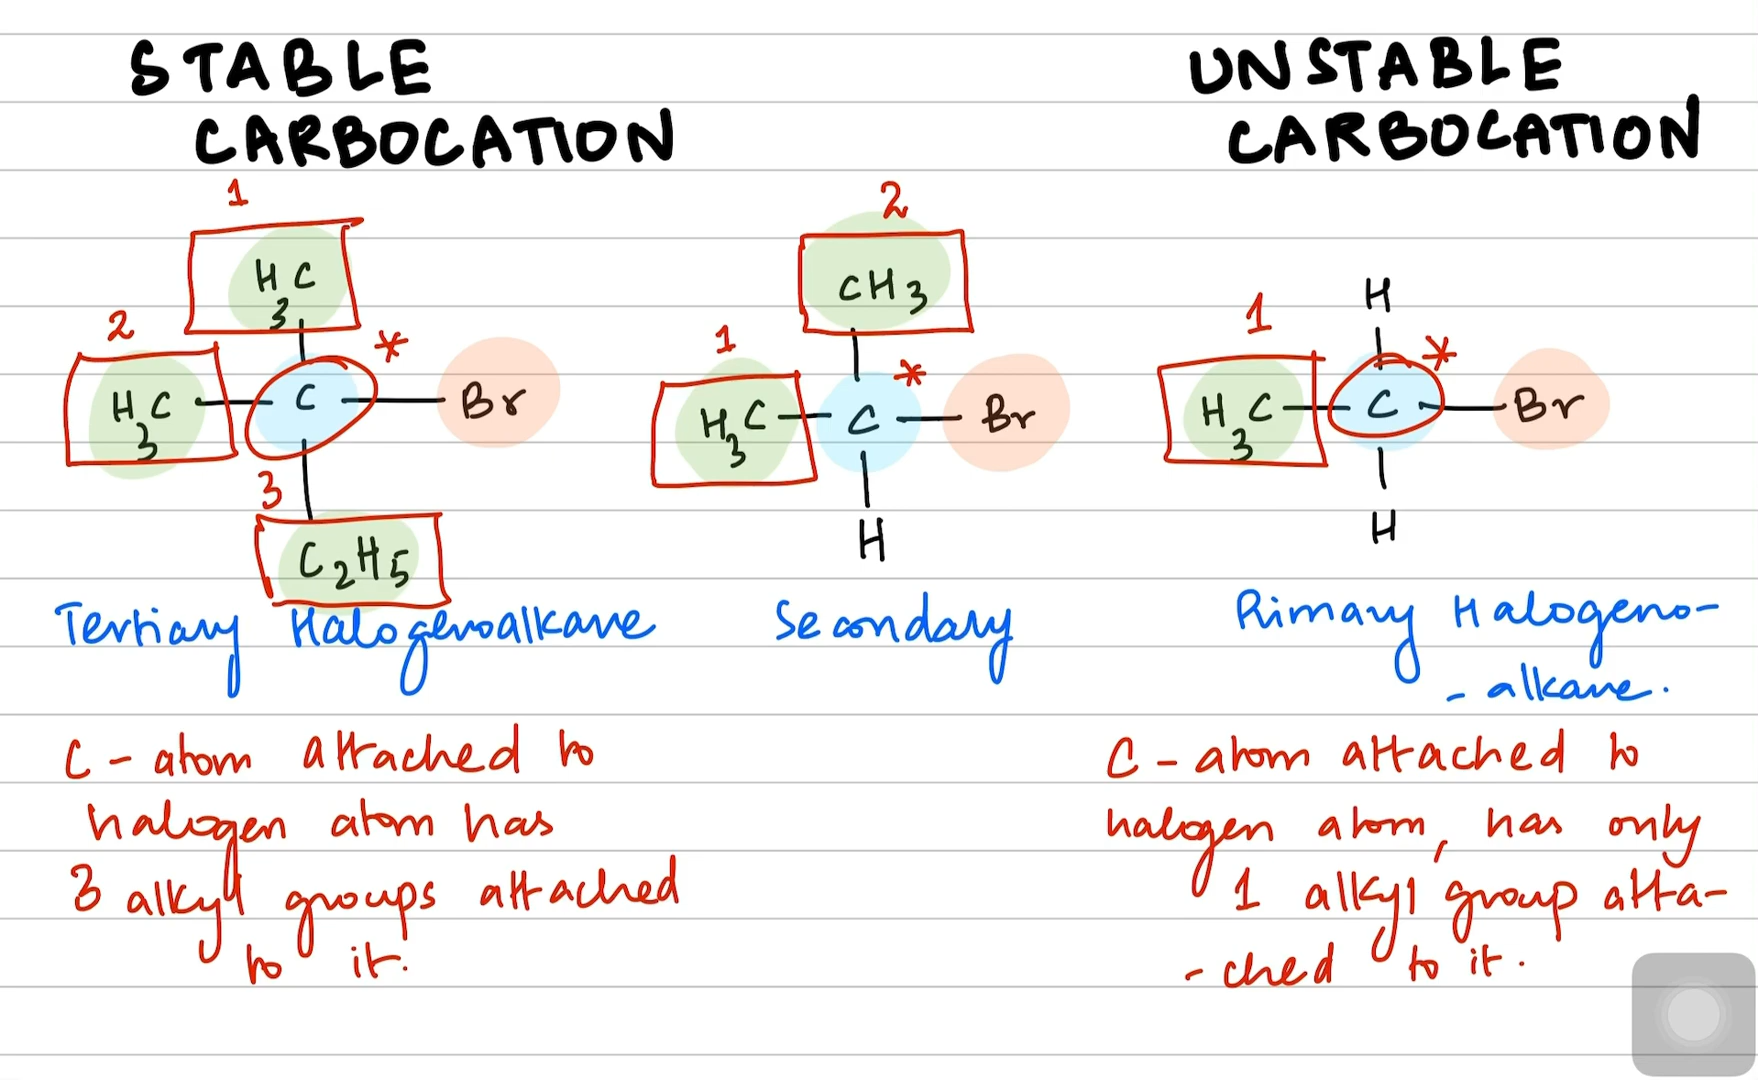 STABLE
CARBOCATION
UNSTABLE
CARBOCATION
1
H3C
2
H3C
C
*
Br
3
C2H5
2
CH3
1
H3C
C
*
Br
H
H
1
H3C
C
*
Br
H
Tertiary Halogenoalkane
Secondary
Primary Halogeno-
- alkane.
C - atom attached to
halogen atom has
3 alkyl groups attached
to it.
C - atom attached to
halogen atom, has only
1 alkyl group atta-
- ched to it.